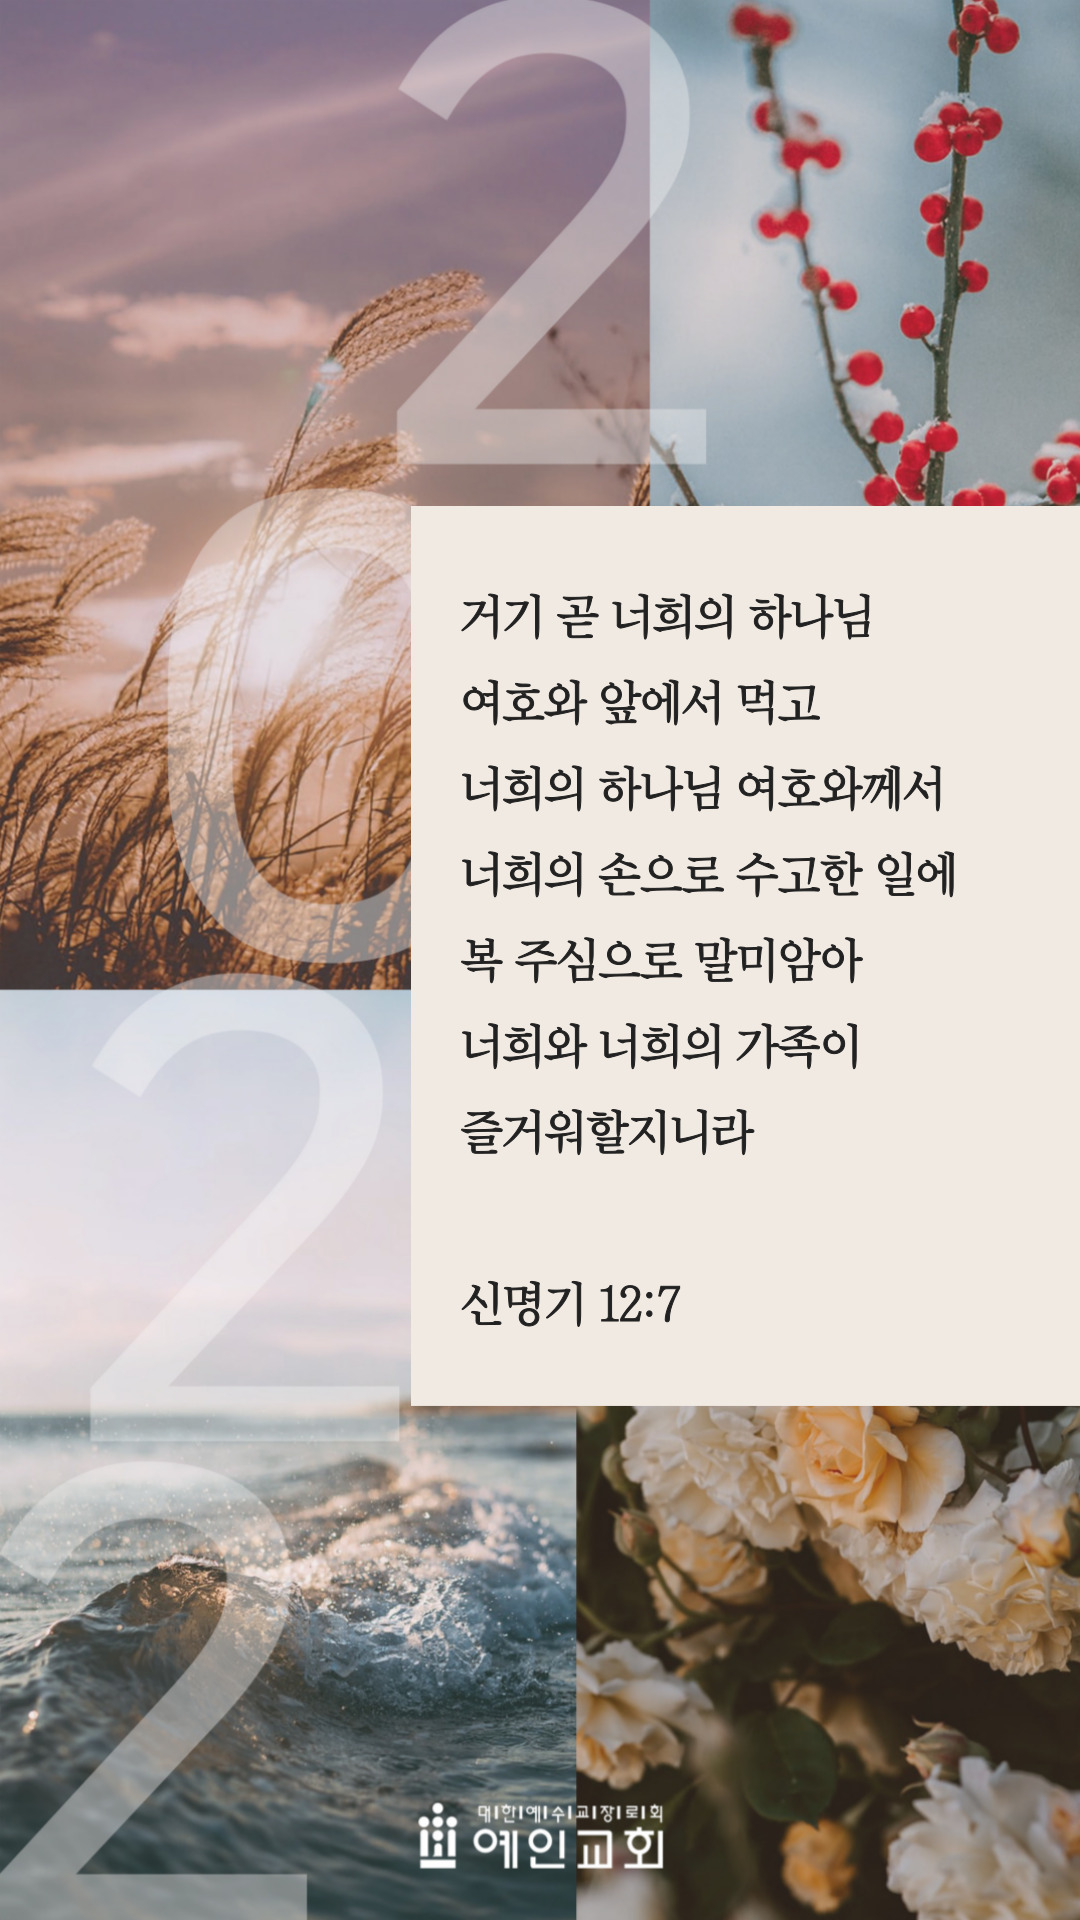 2
0
2
2
거기 곧 너희의 하나님
여호와 앞에서 먹고
너희의 하나님 여호와께서
너희의 손으로 수고한 일에
복 주심으로 말미암아
너희와 너희의 가족이
즐거워할지니라
신명기 12:7
대한예수교장로회
예인교회